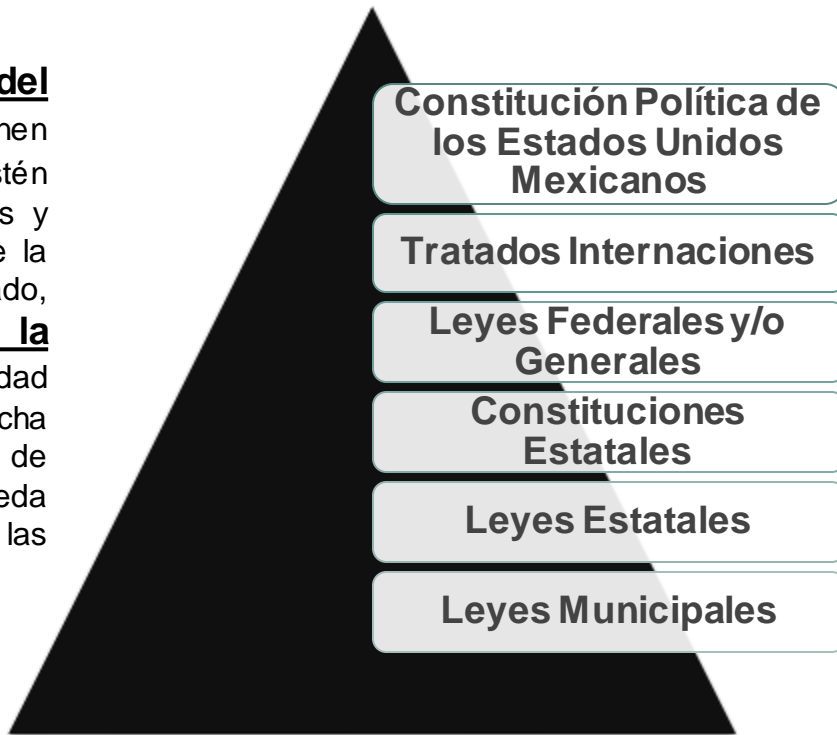 del
nen
stén
s y
e la
do,
la
dad
cha
de
eda
las
Constitución Política de
los Estados Unidos
Mexicanos
Tratados Internaciones
Leyes Federales y/o
Generales
Constituciones
Estatales
Leyes Estatales
Leyes Municipales